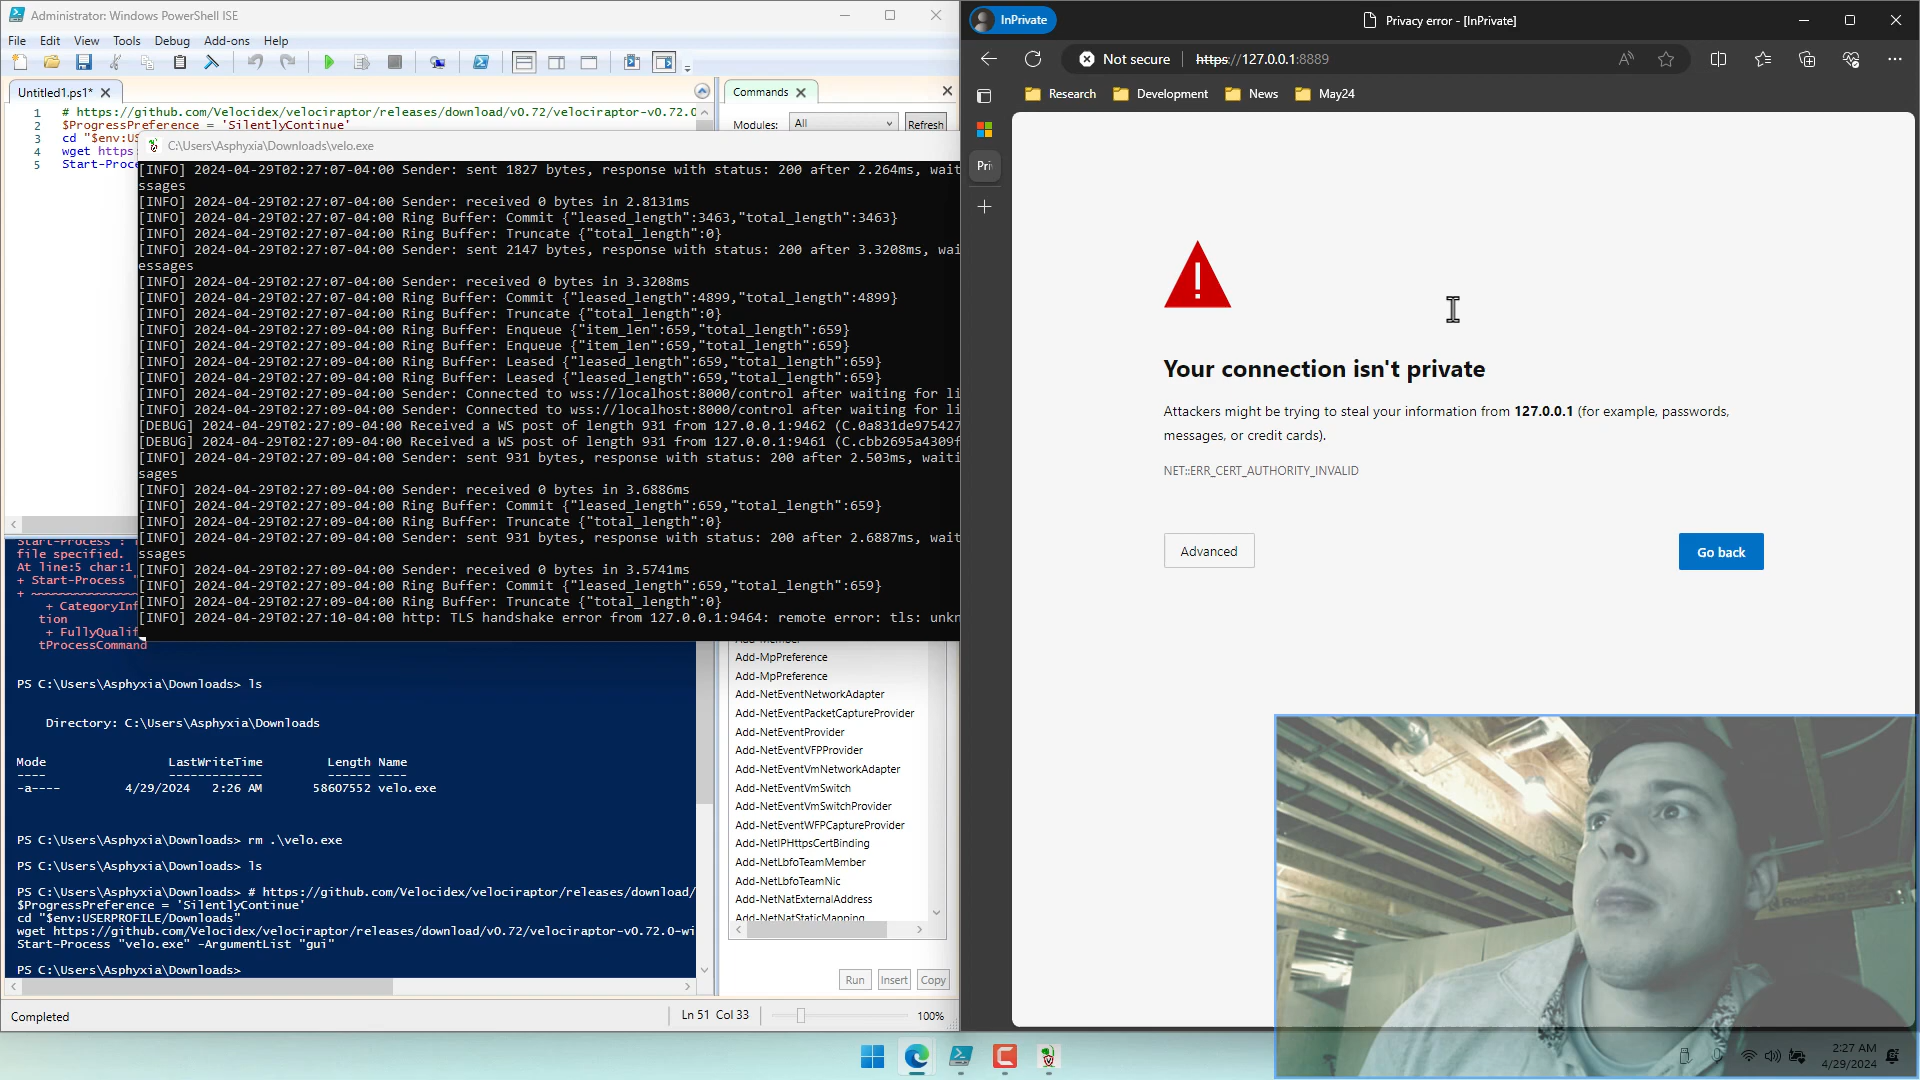 Administrator: Windows PowerShell ISE
File Edit View Tools Debug Add-ons Help
Untitled1.ps1*
1 # https://github.com/Velocidex/velociraptor/releases/download/v0.72/velociraptor-v0.72.0
2 $ProgressPreference = 'SilentlyContinue'
3 cd "$env:US
4 wget https:
5 Start-Proce
Commands
Modules: All Refresh
C:\Users\Asphyxia\Downloads\velo.exe
[INFO] 2024-04-29T02:27:07-04:00 Sender: sent 1827 bytes, response with status: 200 after 2.264ms, wait
ssages
[INFO] 2024-04-29T02:27:07-04:00 Sender: received 0 bytes in 2.8131ms
[INFO] 2024-04-29T02:27:07-04:00 Ring Buffer: Commit {"leased_length":3463,"total_length":3463}
[INFO] 2024-04-29T02:27:07-04:00 Ring Buffer: Truncate {"total_length":0}
[INFO] 2024-04-29T02:27:07-04:00 Sender: sent 2147 bytes, response with status: 200 after 3.3208ms, wai
essages
[INFO] 2024-04-29T02:27:07-04:00 Sender: received 0 bytes in 3.3208ms
[INFO] 2024-04-29T02:27:07-04:00 Ring Buffer: Commit {"leased_length":4899,"total_length":4899}
[INFO] 2024-04-29T02:27:07-04:00 Ring Buffer: Truncate {"total_length":0}
[INFO] 2024-04-29T02:27:09-04:00 Ring Buffer: Enqueue {"item_len":659,"total_length":659}
[INFO] 2024-04-29T02:27:09-04:00 Ring Buffer: Enqueue {"item_len":659,"total_length":659}
[INFO] 2024-04-29T02:27:09-04:00 Ring Buffer: Leased {"leased_length":659,"total_length":659}
[INFO] 2024-04-29T02:27:09-04:00 Ring Buffer: Leased {"leased_length":659,"total_length":659}
[INFO] 2024-04-29T02:27:09-04:00 Sender: Connected to wss://localhost:8000/control after waiting for li
[INFO] 2024-04-29T02:27:09-04:00 Sender: Connected to wss://localhost:8000/control after waiting for li
[DEBUG] 2024-04-29T02:27:09-04:00 Received a WS post of length 931 from 127.0.0.1:9462 (C.0a831de975427
[DEBUG] 2024-04-29T02:27:09-04:00 Received a WS post of length 931 from 127.0.0.1:9461 (C.cbb2695a4309f
[INFO] 2024-04-29T02:27:09-04:00 Sender: sent 931 bytes, response with status: 200 after 2.503ms, waiti
sages
[INFO] 2024-04-29T02:27:09-04:00 Sender: received 0 bytes in 3.6886ms
[INFO] 2024-04-29T02:27:09-04:00 Ring Buffer: Commit {"leased_length":659,"total_length":659}
[INFO] 2024-04-29T02:27:09-04:00 Ring Buffer: Truncate {"total_length":0}
[INFO] 2024-04-29T02:27:09-04:00 Sender: sent 931 bytes, response with status: 200 after 2.6887ms, wait
ssages
[INFO] 2024-04-29T02:27:09-04:00 Sender: received 0 bytes in 3.5741ms
[INFO] 2024-04-29T02:27:09-04:00 Ring Buffer: Commit {"leased_length":659,"total_length":659}
[INFO] 2024-04-29T02:27:09-04:00 Ring Buffer: Truncate {"total_length":0}
[INFO] 2024-04-29T02:27:10-04:00 http: TLS handshake error from 127.0.0.1:9464: remote error: tls: unkn
Start-Process :
file specified.
At line:5 char:1
+ Start-Process "
+ ~~~~~~~~~~~~~
+ CategoryInf
tion
+ FullyQualif
tProcessCommand
PS C:\Users\Asphyxia\Downloads> ls
Directory: C:\Users\Asphyxia\Downloads
Mode LastWriteTime Length Name
---- ------------- ------ ----
-a---- 4/29/2024 2:26 AM 58607552 velo.exe
PS C:\Users\Asphyxia\Downloads> rm .\velo.exe
PS C:\Users\Asphyxia\Downloads> ls
PS C:\Users\Asphyxia\Downloads> # https://github.com/Velocidex/velociraptor/releases/download/
$ProgressPreference = 'SilentlyContinue'
cd "$env:USERPROFILE/Downloads"
wget https://github.com/Velocidex/velociraptor/releases/download/v0.72/velociraptor-v0.72.0-wi
Start-Process "velo.exe" -ArgumentList "gui"
PS C:\Users\Asphyxia\Downloads>
Add-Member
Add-MpPreference
Add-MpPreference
Add-NetEventNetworkAdapter
Add-NetEventPacketCaptureProvider
Add-NetEventProvider
Add-NetEventVFPProvider
Add-NetEventVmNetworkAdapter
Add-NetEventVmSwitch
Add-NetEventVmSwitchProvider
Add-NetEventWFPCaptureProvider
Add-NetIPHttpsCertBinding
Add-NetLbfoTeamMember
Add-NetLbfoTeamNic
Add-NetNatExternalAddress
Add-NetNatStaticMapping
Run Insert Copy
Completed
Ln 51 Col 33
100%
InPrivate
Privacy error - [InPrivate]
Not secure https://127.0.0.1:8889
Research Development News May24
Pri
Your connection isn't private
Attackers might be trying to steal your information from 127.0.0.1 (for example, passwords,
messages, or credit cards).
NET::ERR_CERT_AUTHORITY_INVALID
Advanced
Go back
2:27 AM
4/29/2024